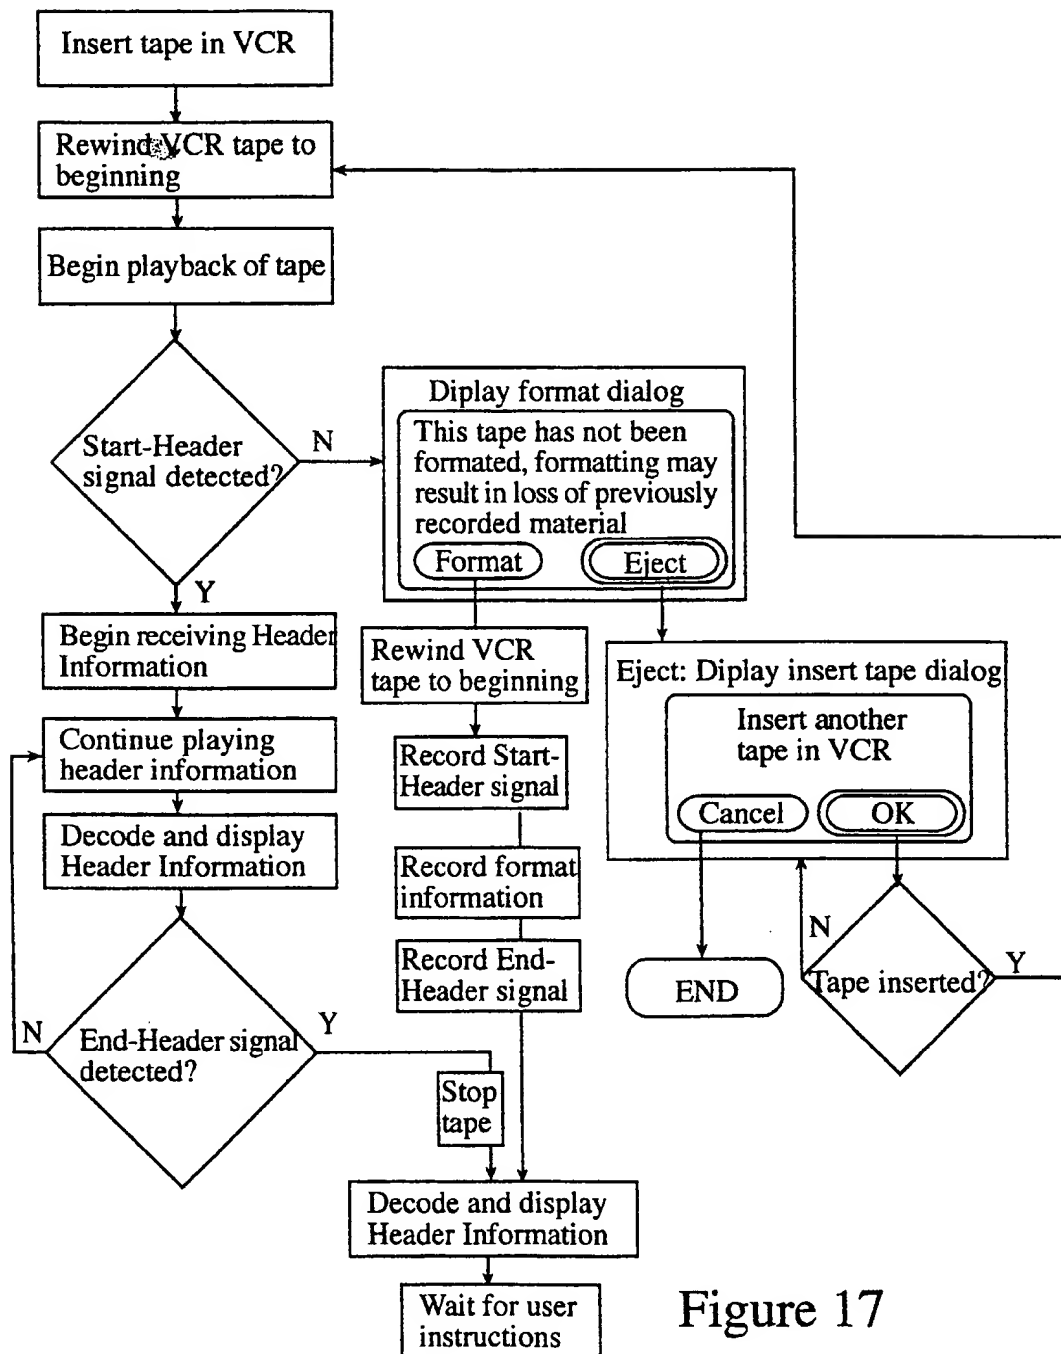 Insert tape in VCR
Rewind VCR tape to
beginning
Begin playback of tape
Start-Header
signal detected?
N
Y
Diplay format dialog
This tape has not been
formated, formatting may
result in loss of previously
recorded material
Format
Eject
Begin receiving Header
Information
Continue playing
header information
Decode and display
Header Information
End-Header signal
detected?
N
Y
Rewind VCR
tape to beginning
Record Start-
Header signal
Record format
information
Record End-
Header signal
Stop
tape
Eject: Diplay insert tape dialog
Insert another
tape in VCR
Cancel
OK
END
N
Tape inserted?
Y
Decode and display
Header Information
Wait for user
instructions
Figure 17